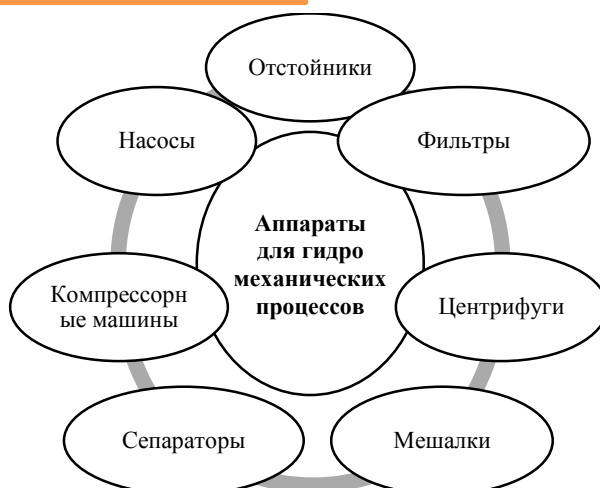 Отстойники
Фильтры
Центрифуги
Мешалки
Сепараторы
Компрессорн
ые машины
Насосы
Аппараты
для гидро
механических
процессов